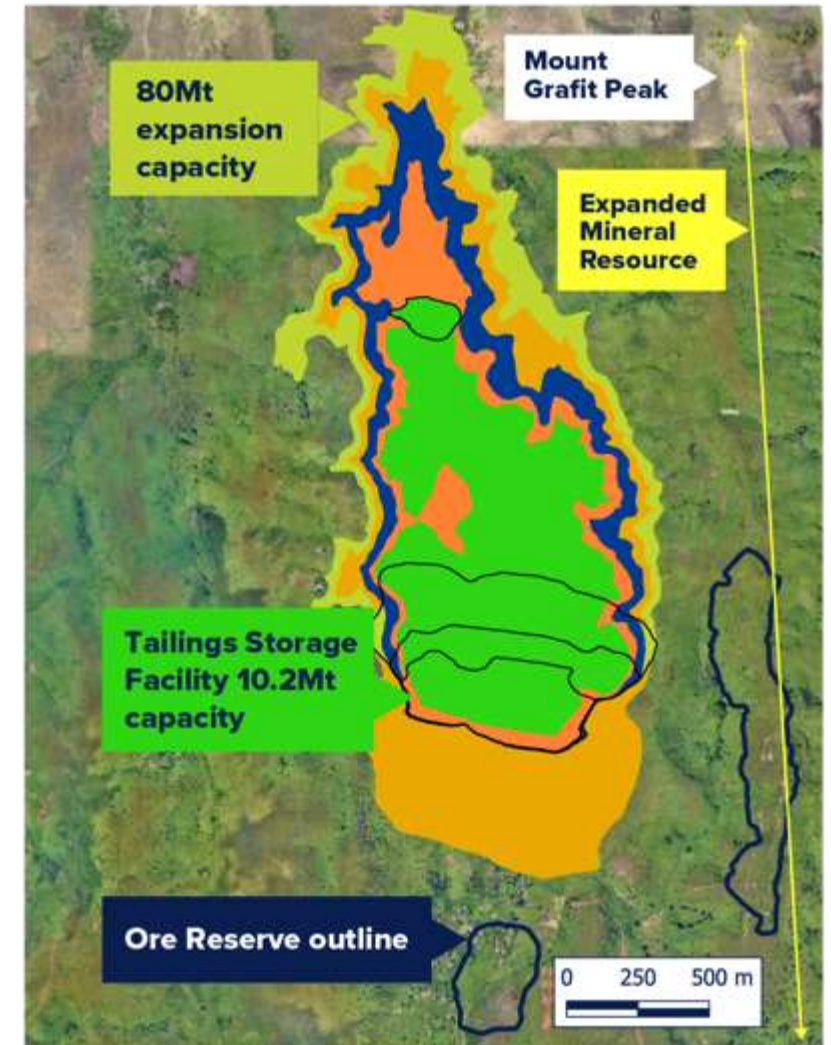 80Mt
expansion
capacity
Mount
Grafit Peak
Expanded
Mineral
Resource
Tailings Storage
Facility 10.2Mt
capacity
Ore Reserve outline
0 250 500 m